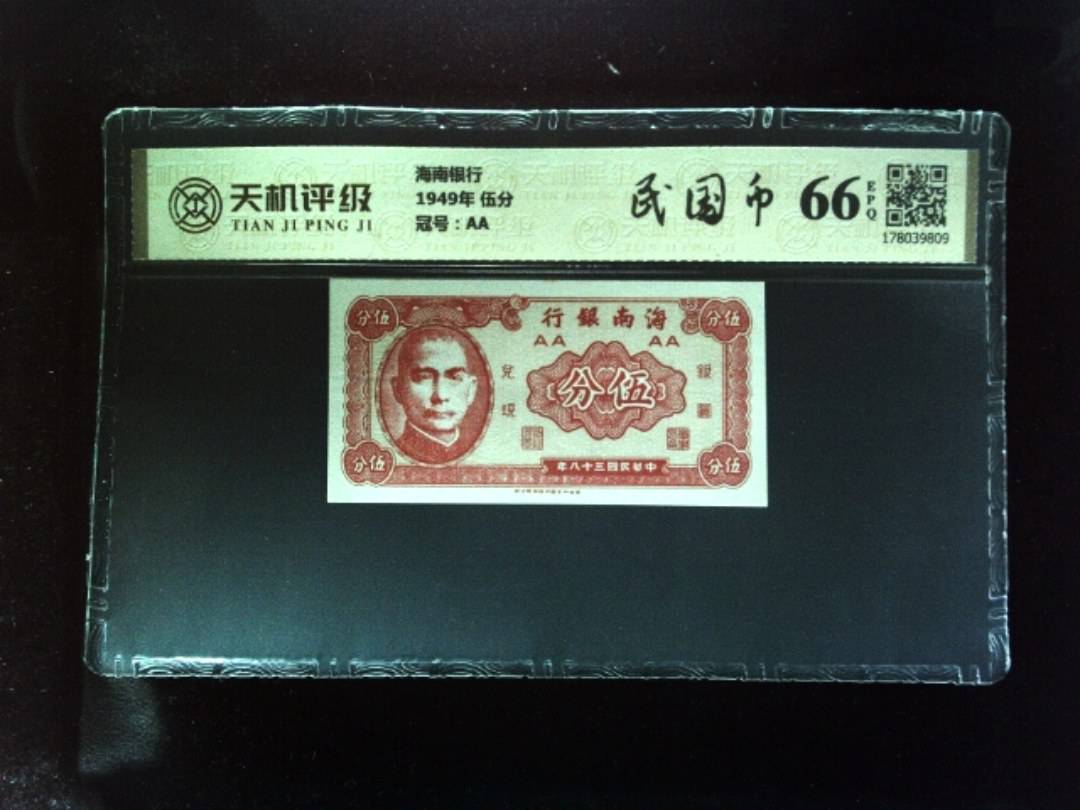 天机评级
TIAN JI PING JI
海南银行
1949年 伍分
冠号：AA
民国币
66
EPQ
178039809
分伍
行銀南海
分伍
AA
AA
兌現
分伍
銀
年八十三國民華中
分伍
分伍